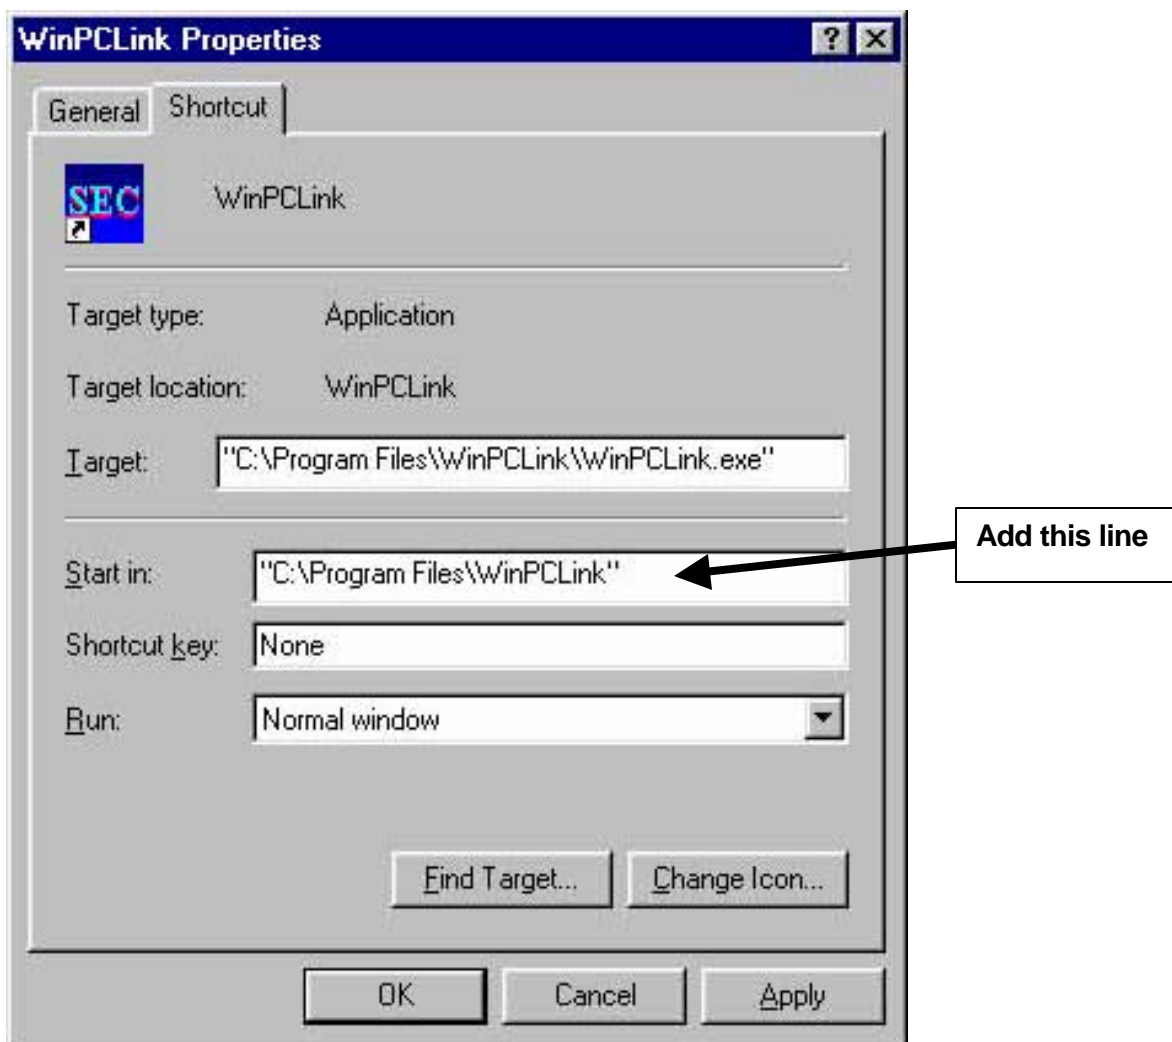 WinPCLink Properties
General Shortcut
SEC WinPCLink
Target type: Application
Target location: WinPCLink
Target: "C:\Program Files\WinPCLink\WinPCLink.exe"
Add this line
Start in: "C:\Program Files\WinPCLink"
Shortcut key: None
Run: Normal window
Find Target... Change Icon...
OK Cancel Apply